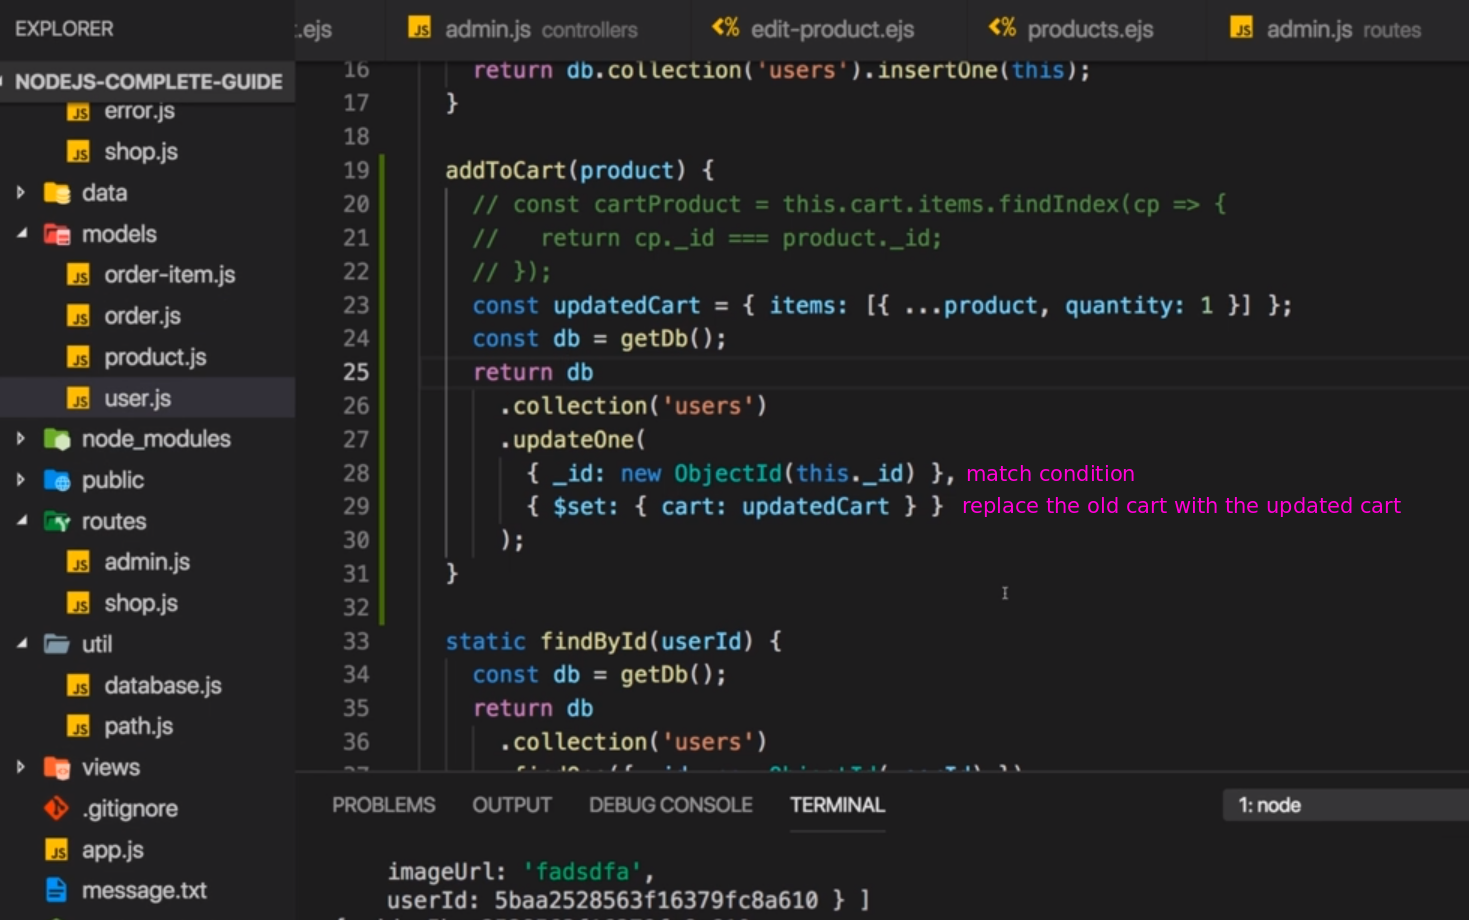 EXPLORER
.ejs
admin.js controllers
edit-product.ejs
products.ejs
admin.js routes
NODEJS-COMPLETE-GUIDE
error.js
shop.js
data
models
order-item.js
order.js
product.js
user.js
node_modules
public
routes
admin.js
shop.js
util
database.js
path.js
views
.gitignore
app.js
message.txt
16 return db.collection('users').insertOne(this);
17 }
18
19 addToCart(product) {
20 // const cartProduct = this.cart.items.findIndex(cp => {
21 //   return cp._id === product._id;
22 // });
23 const updatedCart = { items: [{ ...product, quantity: 1 }] };
24 const db = getDb();
25 return db
26 .collection('users')
27 .updateOne(
28 { _id: new ObjectId(this._id) }, match condition
29 { $set: { cart: updatedCart } } replace the old cart with the updated cart
30 );
31 }
32
33 static findById(userId) {
34 const db = getDb();
35 return db
36 .collection('users')
PROBLEMS OUTPUT DEBUG CONSOLE TERMINAL 1: node
imageUrl: 'fadsdfa',
userId: 5baa2528563f16379fc8a610 } ]